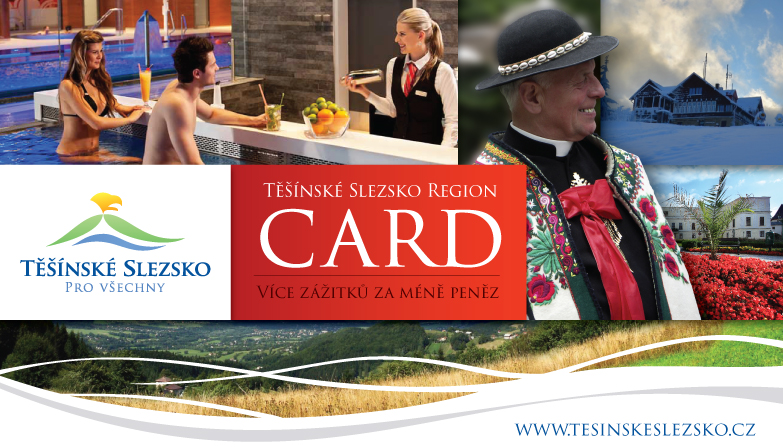 TĚŠÍNSKÉ SLEZSKO REGION
CARD
VÍCE ZÁŽITKŮ ZA MÉNĚ PENĚZ
TĚŠÍNSKÉ SLEZSKO
PRO VŠECHNY
WWW.TESINSKESLEZSKO.CZ